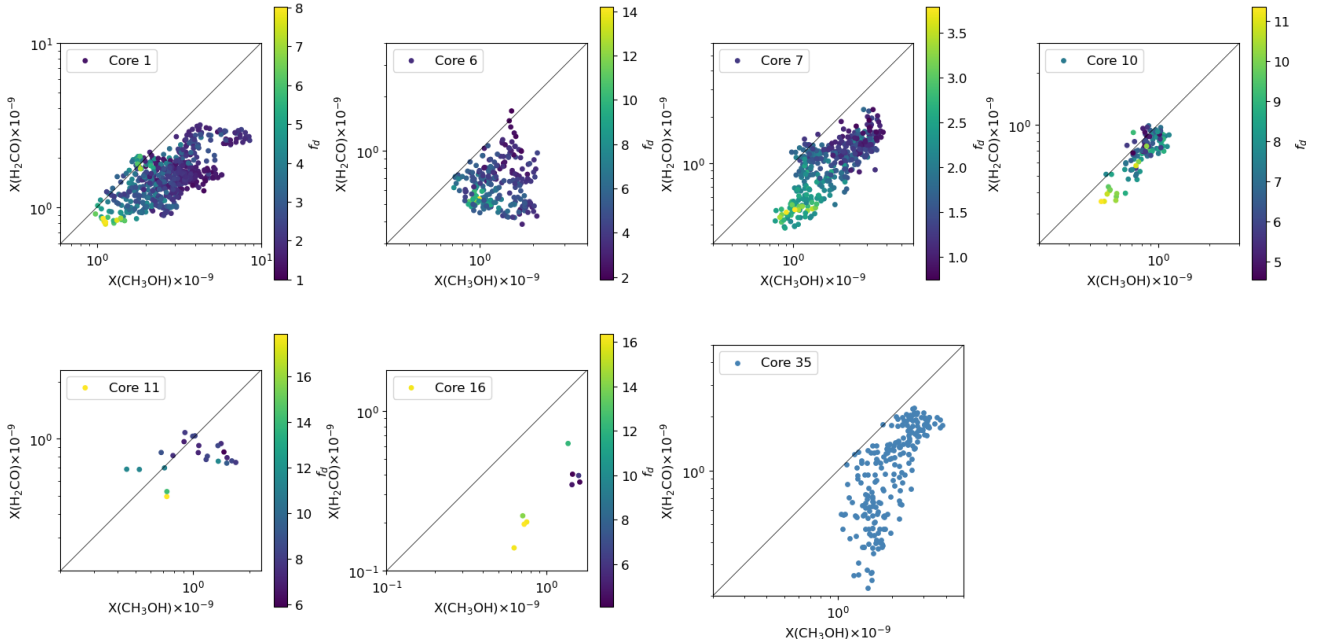 8
7
6
5
4
3
2
1
f_d
10¹
10⁰
X(H₂CO)×10⁻⁹
Core 1
10⁰
10¹
X(CH₃OH)×10⁻⁹
14
12
10
8
6
4
2
f_d
10⁰
X(H₂CO)×10⁻⁹
Core 6
10⁰
X(CH₃OH)×10⁻⁹
3.5
3.0
2.5
2.0
1.5
1.0
f_d
10⁰
X(H₂CO)×10⁻⁹
Core 7
10⁰
X(CH₃OH)×10⁻⁹
11
10
9
8
7
6
5
f_d
10⁰
X(H₂CO)×10⁻⁹
Core 10
10⁰
X(CH₃OH)×10⁻⁹
16
14
12
10
8
6
f_d
10⁰
X(H₂CO)×10⁻⁹
Core 11
10⁰
X(CH₃OH)×10⁻⁹
16
14
12
10
8
6
f_d
10⁰
10⁻¹
X(H₂CO)×10⁻⁹
Core 16
10⁻¹
10⁰
X(CH₃OH)×10⁻⁹
10⁰
X(H₂CO)×10⁻⁹
Core 35
10⁰
X(CH₃OH)×10⁻⁹